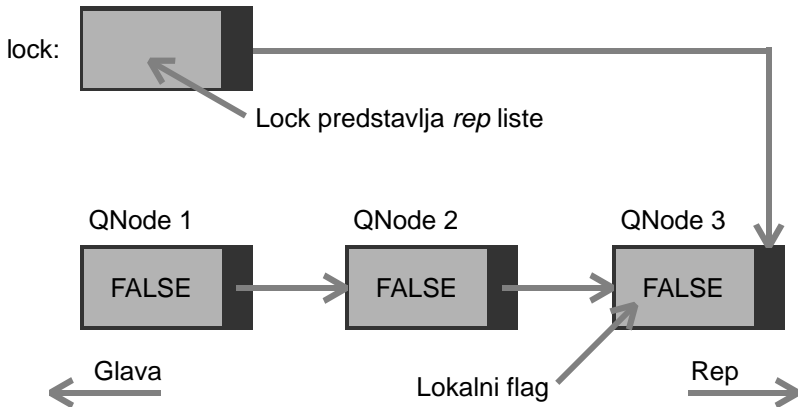 lock:
Lock predstavlja rep liste
QNode 1
QNode 2
QNode 3
FALSE
FALSE
FALSE
Glava
Lokalni flag
Rep